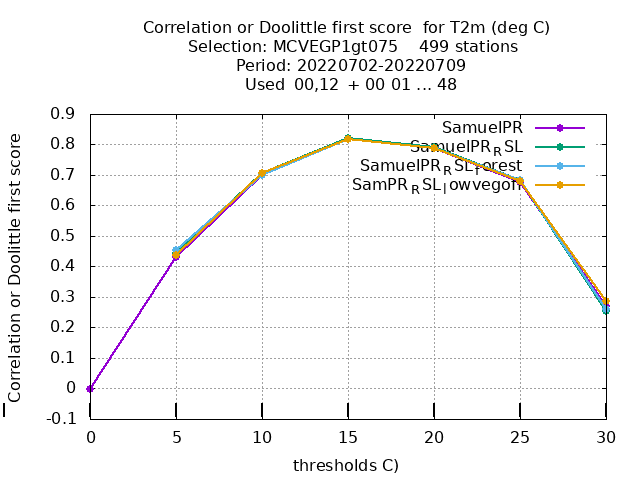 Correlation or Doolittle first score  for T2m (deg C)
Selection: MCVEGP1gt075    499 stations
Period: 20220702-20220709
Used  00,12  + 00 01 ... 48
Correlation or Doolittle first score
0.9
0.8
0.7
0.6
0.5
0.4
0.3
0.2
0.1
0
-0.1
SamuelPR
SamuelPR_RSL
SamuelPR_RSL_forest
SamPR_RSL_lowvegoff
0 5 10 15 20 25 30
thresholds C)